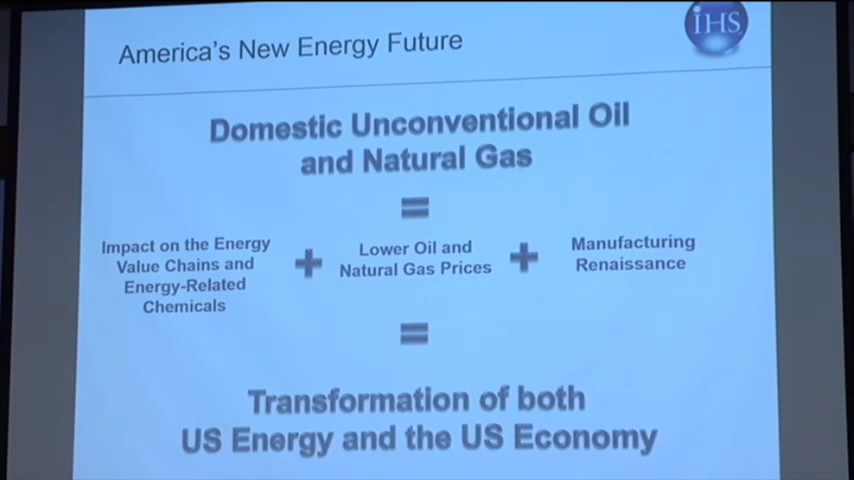 America's New Energy Future
IHS
Domestic Unconventional Oil
and Natural Gas
=
Impact on the Energy
Value Chains and
Energy-Related
Chemicals
+
Lower Oil and
Natural Gas Prices
+
Manufacturing
Renaissance
=
Transformation of both
US Energy and the US Economy